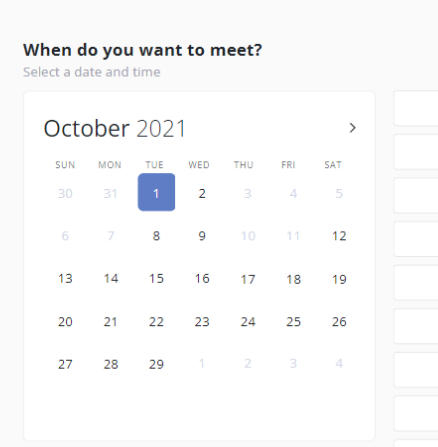 When do you want to meet?
Select a date and time
October 2021
SUN MON TUE WED THU FRI SAT
30 31 1 2 3 4 5
6 7 8 9 10 11 12
13 14 15 16 17 18 19
20 21 22 23 24 25 26
27 28 29 1 2 3 4